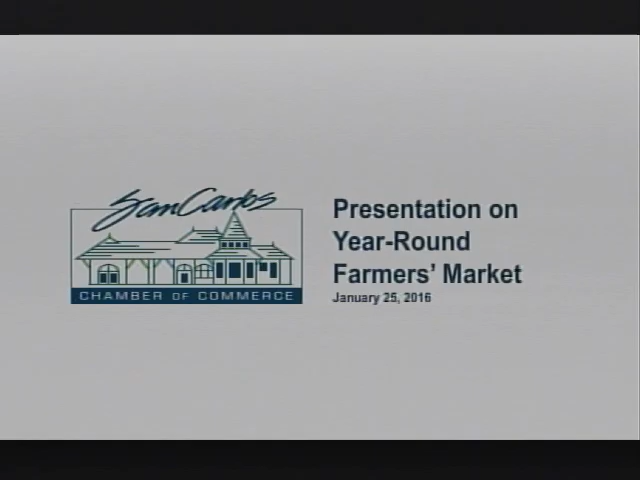 San Carlos
CHAMBER OF COMMERCE
Presentation on
Year-Round
Farmers' Market
January 25, 2016